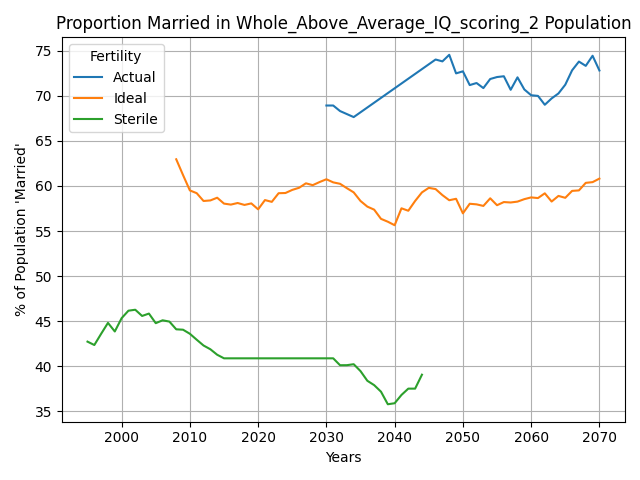 Proportion Married in Whole_Above_Average_IQ_scoring_2 Population
Fertility
Actual
Ideal
Sterile
% of Population 'Married'
75
70
65
60
55
50
45
40
35
2000 2010 2020 2030 2040 2050 2060 2070
Years